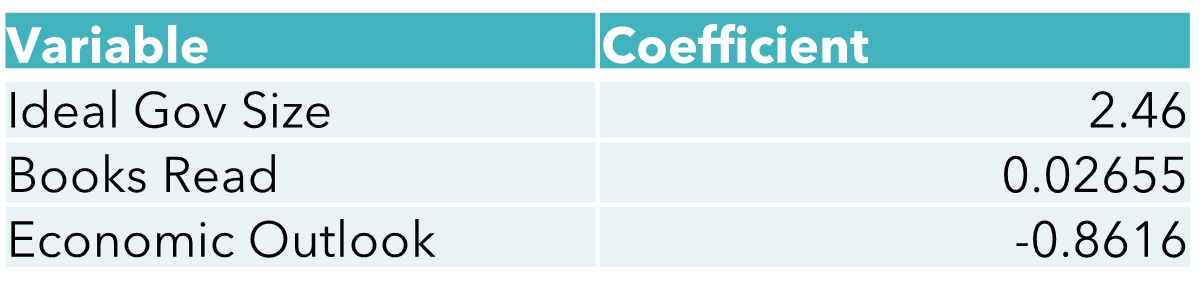 Variable Coefficient
Ideal Gov Size 2.46
Books Read 0.02655
Economic Outlook -0.8616